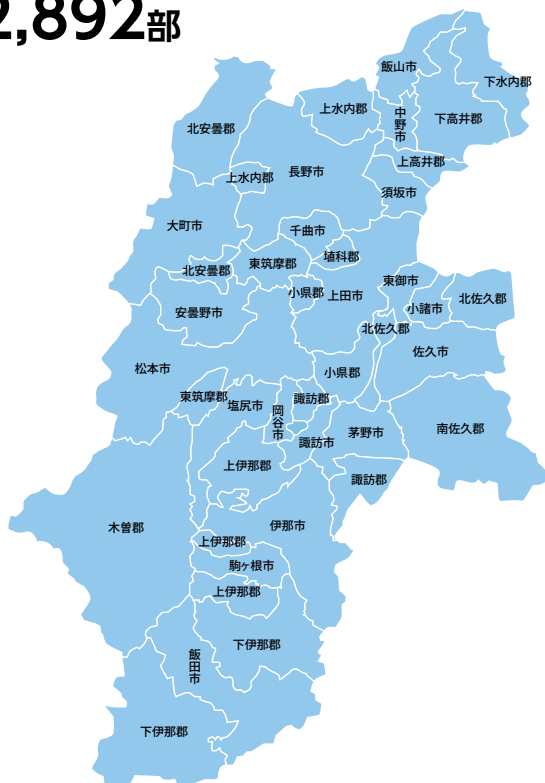 2,892部
飯山市
下水内郡
上水内郡
中野市
下高井郡
北安曇郡
上高井郡
長野市
上水内郡
須坂市
大町市
千曲市
埴科郡
東筑摩郡
北安曇郡
東御市
小県郡
上田市
北佐久郡
小諸市
安曇野市
北佐久郡
佐久市
松本市
小県郡
東筑摩郡
諏訪郡
塩尻市
岡谷市
南佐久郡
茅野市
諏訪市
上伊那郡
諏訪郡
木曽郡
伊那市
上伊那郡
駒ヶ根市
上伊那郡
下伊那郡
飯田市
下伊那郡